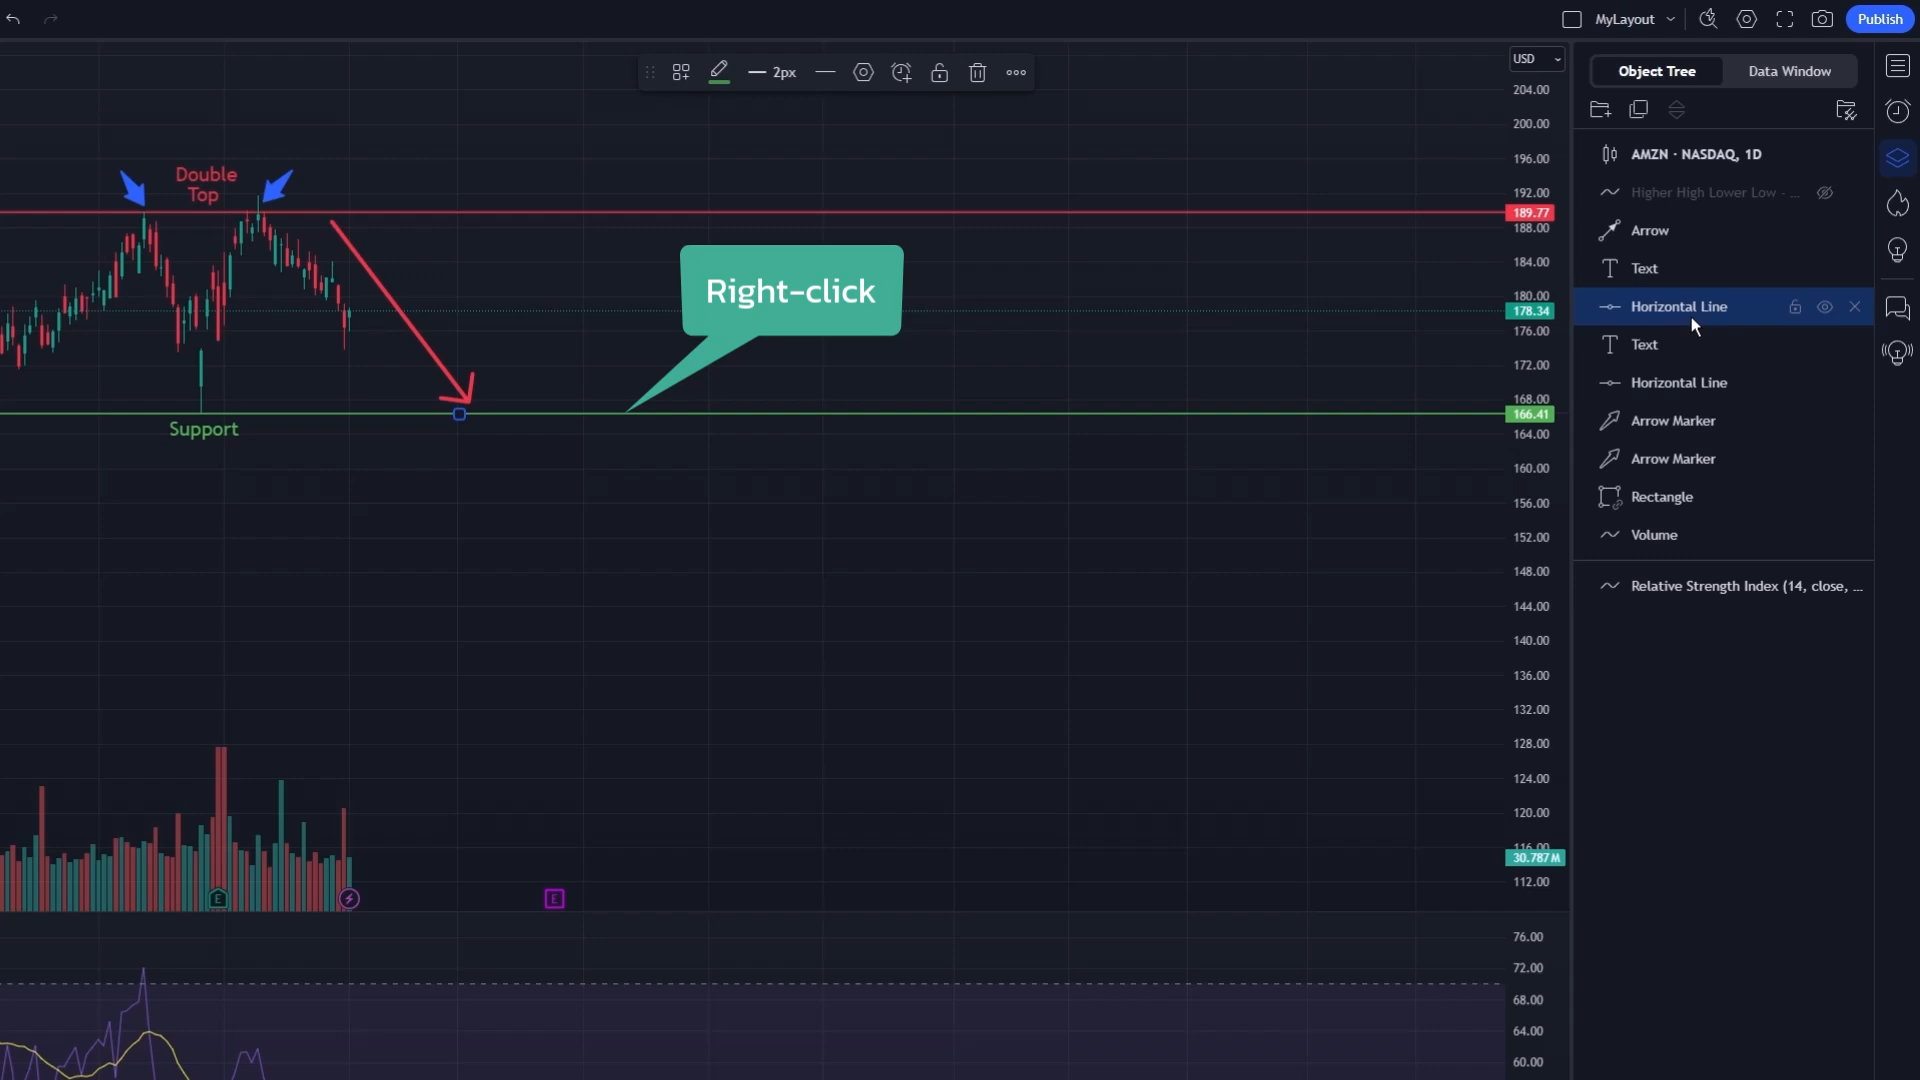 MyLayout
Publish
2px
USD
Object Tree
Data Window
204.00
200.00
196.00
192.00
189.77
188.00
184.00
180.00
178.34
176.00
172.00
168.00
166.41
164.00
160.00
156.00
152.00
148.00
144.00
140.00
136.00
132.00
128.00
124.00
120.00
116.00
30.787M
112.00
76.00
72.00
68.00
64.00
60.00
Double
Top
Right-click
Support
E
E
AMZN · NASDAQ, 1D
Higher High Lower Low - ...
Arrow
Text
Horizontal Line
Text
Horizontal Line
Arrow Marker
Arrow Marker
Rectangle
Volume
Relative Strength Index (14, close, ...